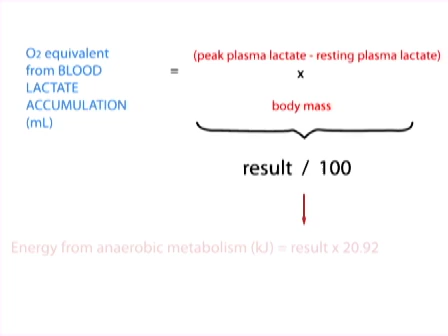 O2 equivalent
from BLOOD
LACTATE
ACCUMULATION
(mL)
=
(peak plasma lactate - resting plasma lactate)
x
body mass
result / 100
Energy from anaerobic metabolism (kJ) = result x 20.92